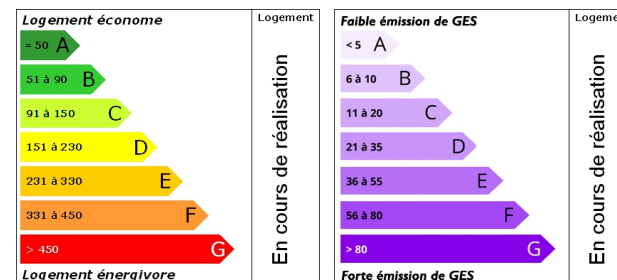 Logement économe
Logement
= 50 A
51 à 90 B
91 à 150 C
151 à 230 D
231 à 330 E
331 à 450 F
> 450 G
En cours de réalisation
Logement énergivore
Faible émission de GES
Logeme
< 5 A
6 à 10 B
11 à 20 C
21 à 35 D
36 à 55 E
56 à 80 F
> 80 G
En cours de réalisation
Forte émission de GES